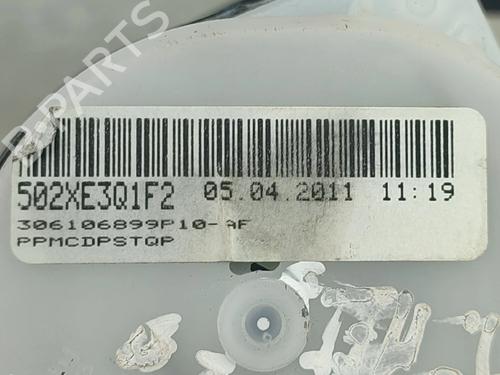 B-PARTS
502XE3Q1F2 05.04.2011 11:19
306106899P10-AF
PPMCDPSTQP